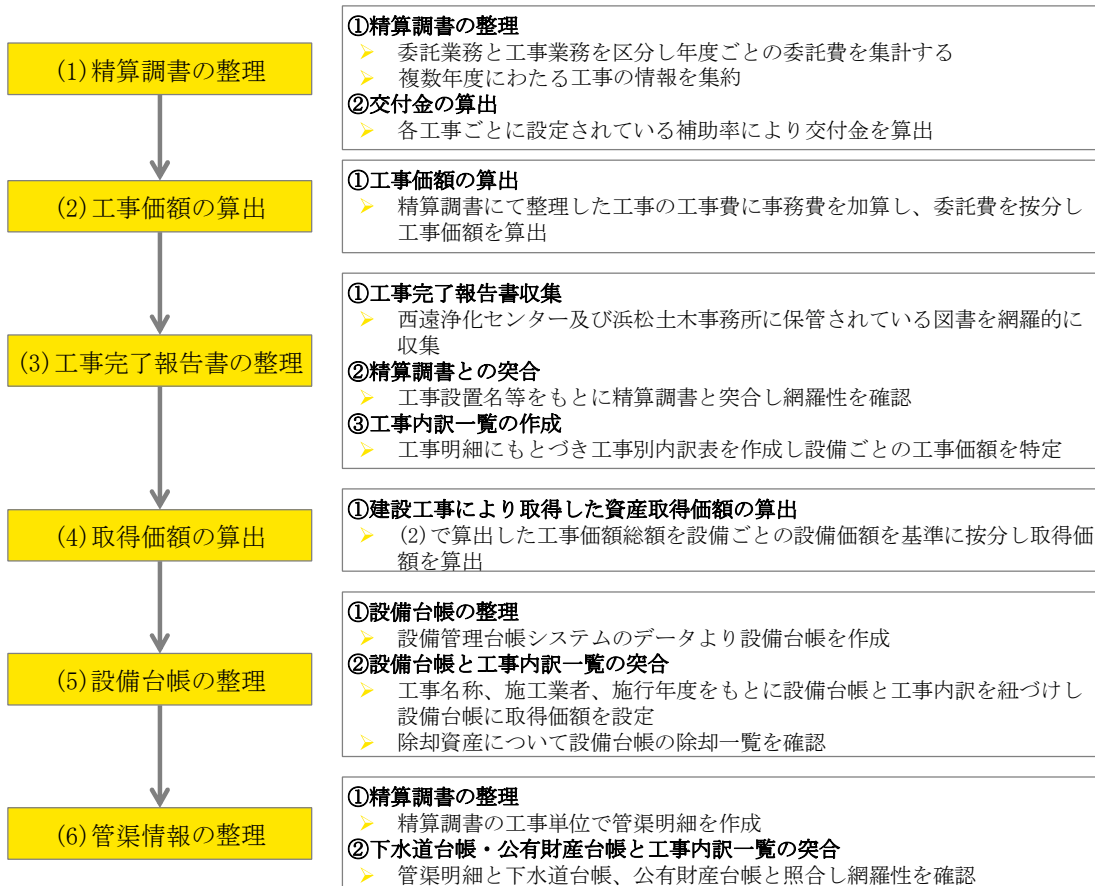 (1)精算調書の整理
①精算調書の整理
➢ 委託業務と工事業務を区分し年度ごとの委託費を集計する
➢ 複数年度にわたる工事の情報を集約
②交付金の算出
➢ 各工事ごとに設定されている補助率により交付金を算出
(2)工事価額の算出
①工事価額の算出
➢ 精算調書にて整理した工事の工事費に事務費を加算し、委託費を按分し
工事価額を算出
(3)工事完了報告書の整理
①工事完了報告書収集
➢ 西遠浄化センター及び浜松土木事務所に保管されている図書を網羅的に
収集
②精算調書との突合
➢ 工事設置名等をもとに精算調書と突合し網羅性を確認
③工事内訳一覧の作成
➢ 工事明細にもとづき工事別内訳表を作成し設備ごとの工事価額を特定
(4)取得価額の算出
①建設工事により取得した資産取得価額の算出
➢ (2)で算出した工事価額総額を設備ごとの設備価額を基準に按分し取得価
額を算出
(5)設備台帳の整理
①設備台帳の整理
➢ 設備管理台帳システムのデータより設備台帳を作成
②設備台帳と工事内訳一覧の突合
➢ 工事名称、施工業者、施行年度をもとに設備台帳と工事内訳を紐づけし
設備台帳に取得価額を設定
➢ 除却資産について設備台帳の除却一覧を確認
(6)管渠情報の整理
①精算調書の整理
➢ 精算調書の工事単位で管渠明細を作成
②下水道台帳・公有財産台帳と工事内訳一覧の突合
➢ 管渠明細と下水道台帳、公有財産台帳と照合し網羅性を確認